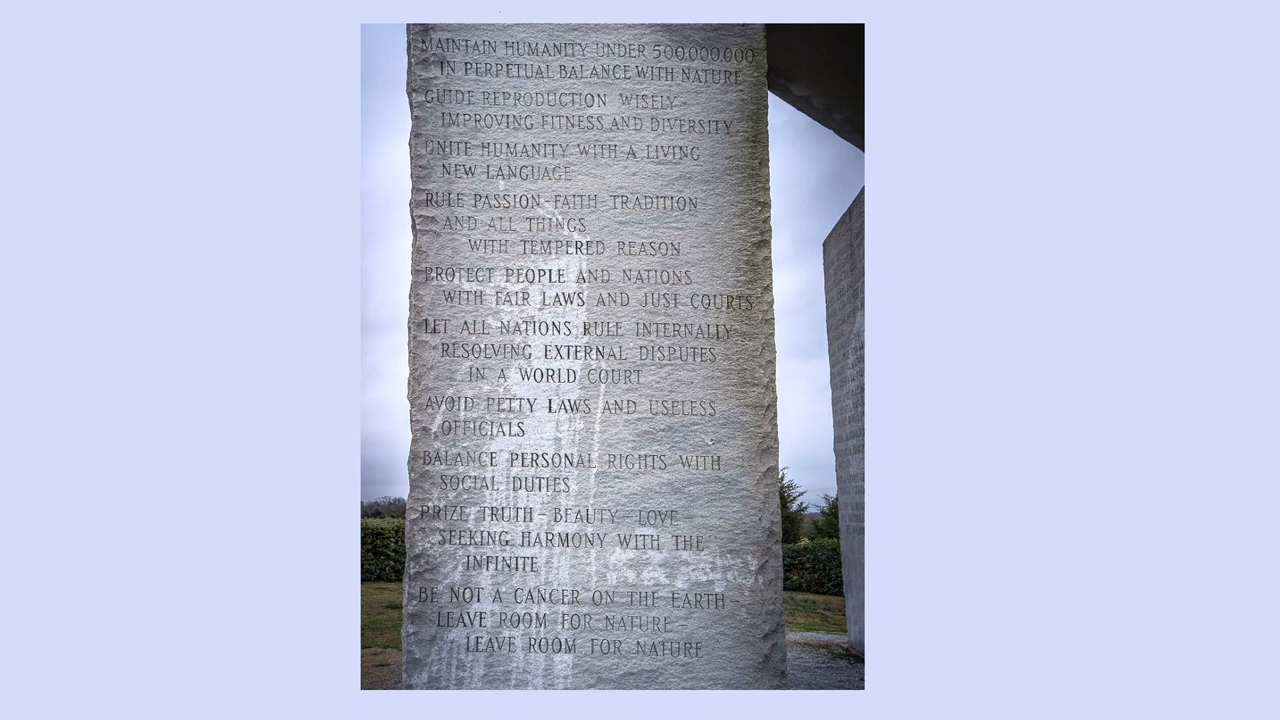 MAINTAIN HUMANITY UNDER 500,000,000
IN PERPETUAL BALANCE WITH NATURE
GUIDE REPRODUCTION WISELY -
IMPROVING FITNESS AND DIVERSITY
UNITE HUMANITY WITH A LIVING
NEW LANGUAGE
RULE PASSION - FAITH - TRADITION
AND ALL THINGS
WITH TEMPERED REASON
PROTECT PEOPLE AND NATIONS
WITH FAIR LAWS AND JUST COURTS
LET ALL NATIONS RULE INTERNALLY
RESOLVING EXTERNAL DISPUTES
IN A WORLD COURT
AVOID PETTY LAWS AND USELESS
OFFICIALS
BALANCE PERSONAL RIGHTS WITH
SOCIAL DUTIES
PRIZE TRUTH - BEAUTY - LOVE -
SEEKING HARMONY WITH THE
INFINITE
BE NOT A CANCER ON THE EARTH -
LEAVE ROOM FOR NATURE -
LEAVE ROOM FOR NATURE